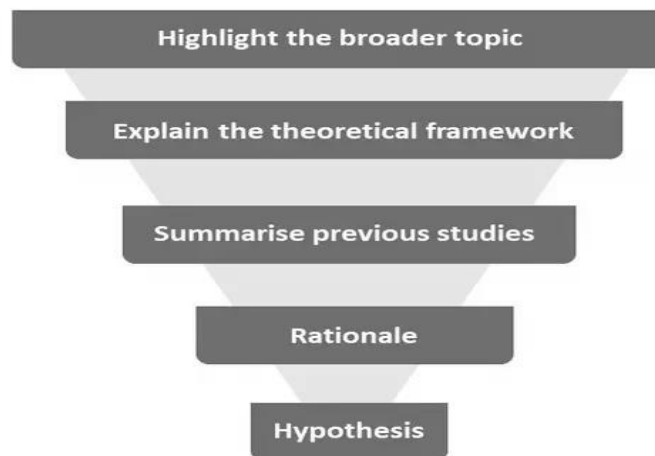 Highlight the broader topic
Explain the theoretical framework
Summarise previous studies
Rationale
Hypothesis